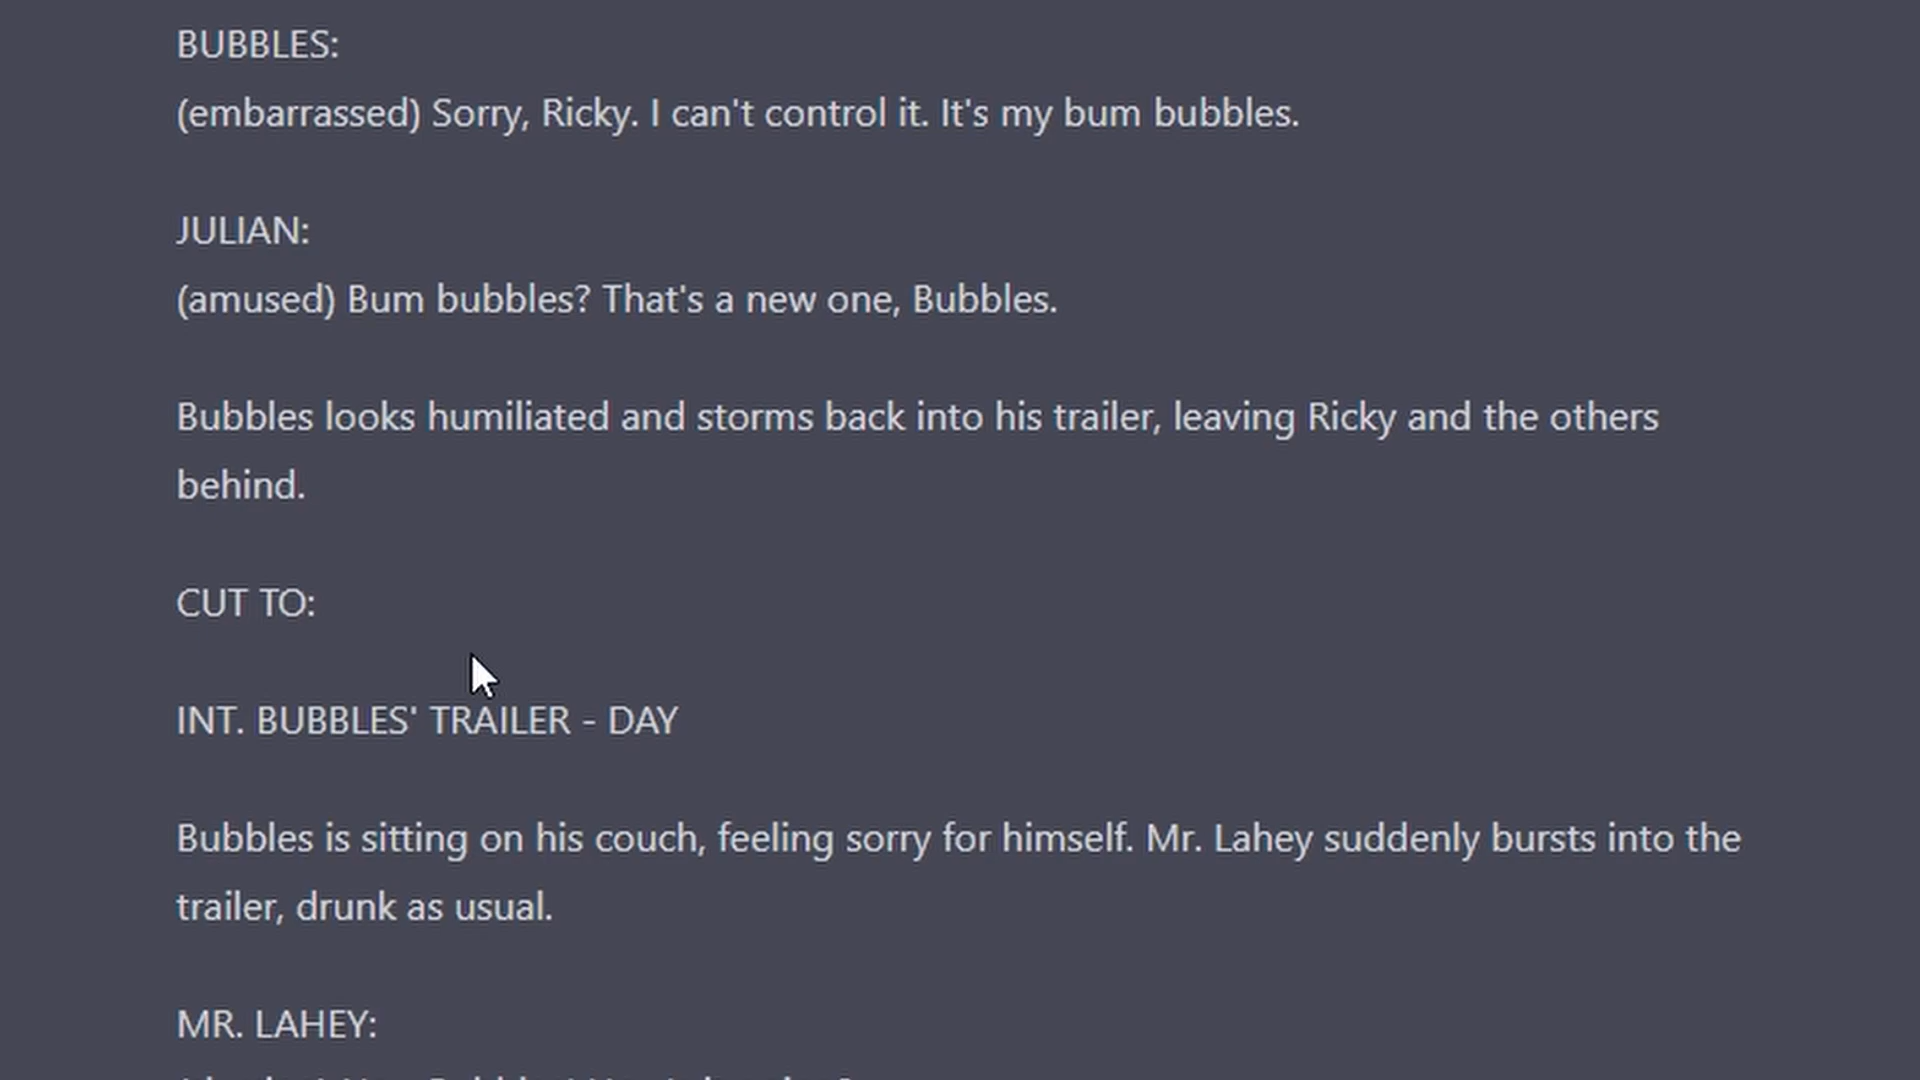 BUBBLES:
(embarrassed) Sorry, Ricky. I can't control it. It's my bum bubbles.
JULIAN:
(amused) Bum bubbles? That's a new one, Bubbles.
Bubbles looks humiliated and storms back into his trailer, leaving Ricky and the others
behind.
CUT TO:
INT. BUBBLES' TRAILER - DAY
Bubbles is sitting on his couch, feeling sorry for himself. Mr. Lahey suddenly bursts into the
trailer, drunk as usual.
MR. LAHEY: